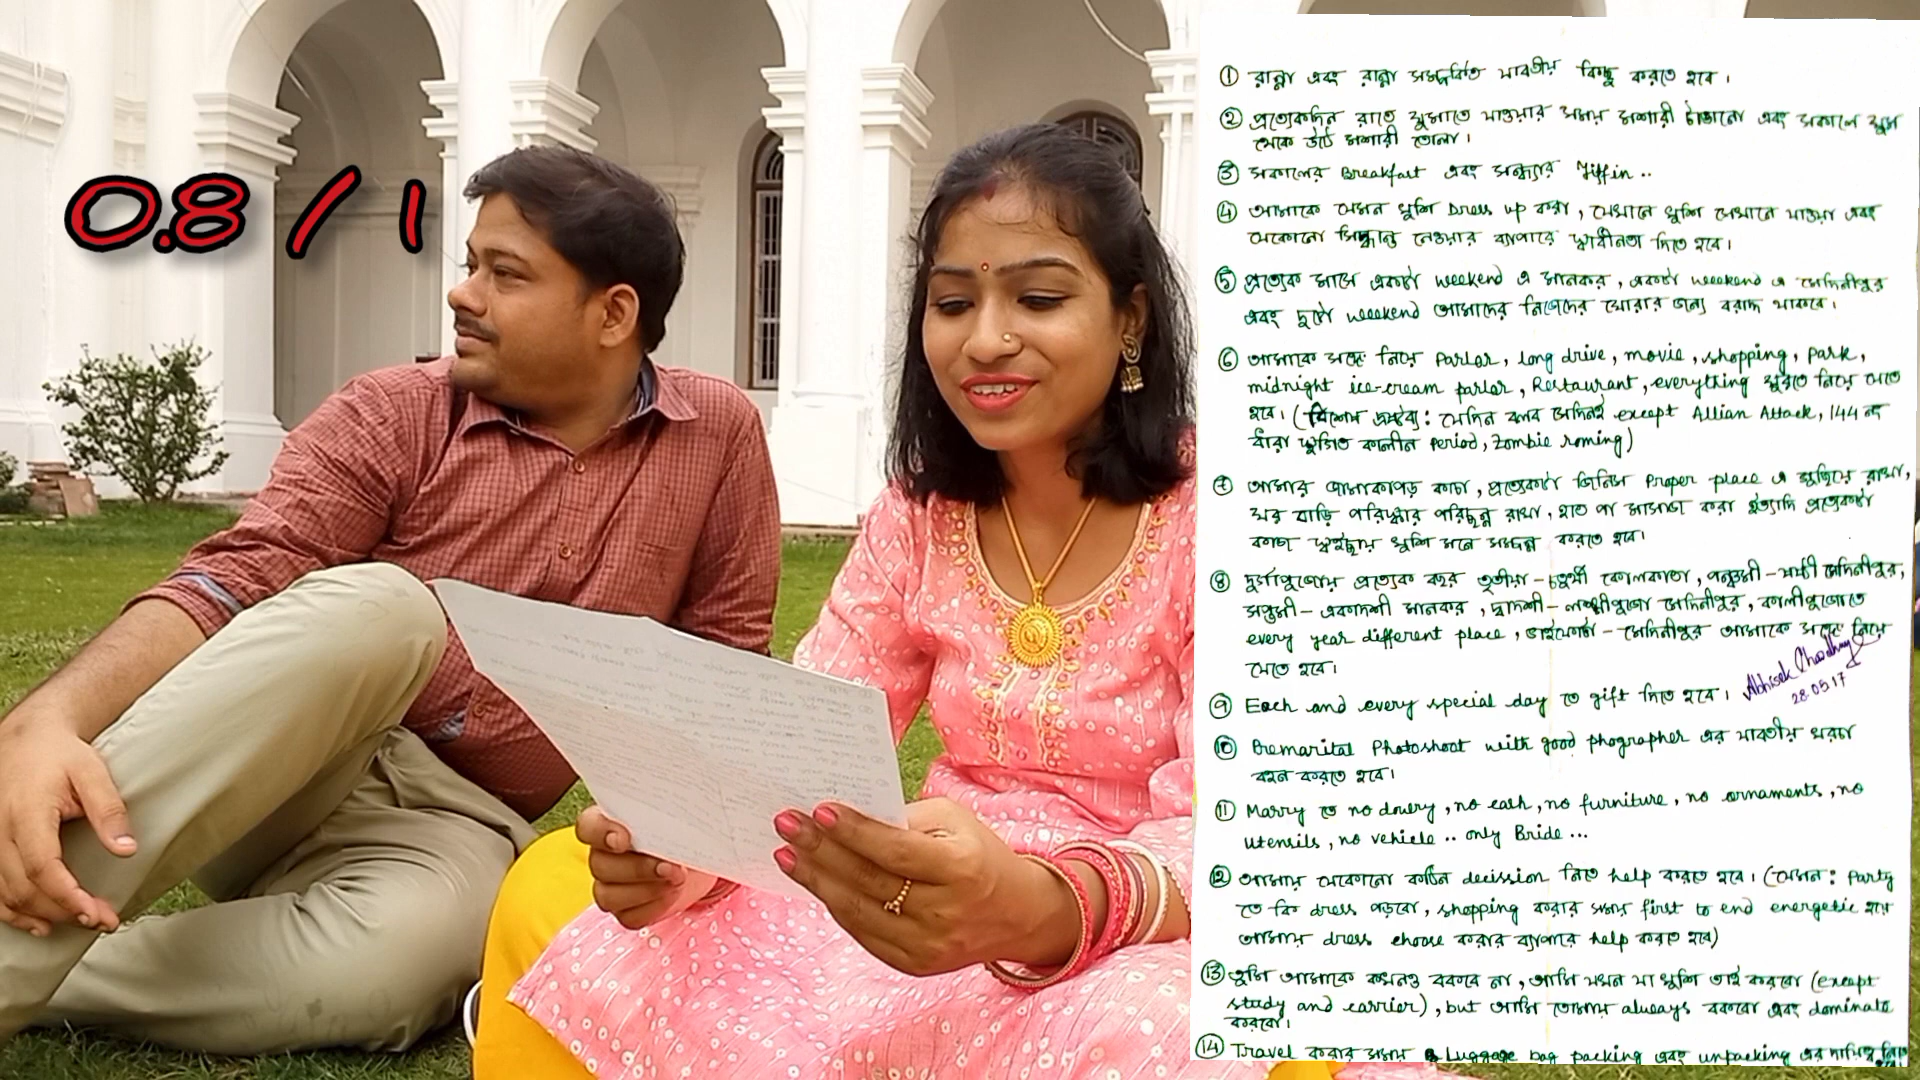 0.8 / 1
① রান্না এবং রান্না সম্পর্কিত যাবতীয় কিছু করতে হবে।
② প্রত্যেকদিন রাতে ঘুমাতে যাওয়ার সময় মশারী টাঙানো এবং সকালে ঘুম
থেকে উঠে মশারী তোলা।
③ সকালের Breakfast এবং সন্ধ্যার Tiffin..
④ আমাকে যেমন খুশি Dress up করা, যেখানে খুশি সেখানে যাওয়া এবং
যেকোনো সিদ্ধান্ত নেওয়ার ব্যাপারে স্বাধীনতা দিতে হবে।
⑤ প্রত্যেক মাসে একটা weekend এ মানকর, একটা weekend এ মেদিনীপুর
এবং দুটো weekend আমাদের নিজেদের ঘোরার জন্য বরাদ্দ থাকবে।
⑥ আমাকে সঙ্গে নিয়ে Parlar, long drive, movie, shopping, park,
midnight ice-cream parlar, Restaurant, everything ঘুরতে নিয়ে যেতে
হবে। (বিশেষ দ্রষ্টব্য: যেদিন বলব সেদিনই except Allian Attack, 144 নং
ধারা স্থগিত কালীন period, Zombie roming)
⑦ আমার জামাকাপড় কাচা, প্রত্যেকটা জিনিস Proper place এ গুছিয়ে রাখা,
ঘর বাড়ি পরিষ্কার পরিচ্ছন্ন রাখা, হাত পা মাসাজ করা ইত্যাদি প্রত্যেকটা
কাজ স্বইচ্ছায় খুশি মনে সম্পন্ন করতে হবে।
⑧ দুর্গাপুজোয় প্রত্যেক বছর তৃতীয়া - চতুর্থী কোলকাতা, পঞ্চমী - ষষ্ঠী মেদিনীপুর,
সপ্তমী - একাদশী মানকর, দ্বাদশী - লক্ষ্মীপুজো মেদিনীপুর, কালীপুজোতে
every year different place, ভাইফোঁটা - মেদিনীপুর আমাকে সঙ্গে নিয়ে
যেতে হবে।
Abhisek Chowdhury
28.05.17
⑨ Each and every special day তে gift দিতে হবে।
⑩ Premarital Photoshoot with good phographer এর যাবতীয় খরচা
বহন করতে হবে।
⑪ Marry তে no dowry, no cash, no furniture, no ornaments, no
utensils, no vehicle .. only Bride ...
⑫ আমায় যেকোনো কঠিন decission নিতে help করতে হবে। (যেমন: Party
তে কি dress পড়বো, shopping করার সময় first to end energetic হয়ে
আমায় dress choose করার ব্যাপারে help করতে হবে)
⑬ তুমি আমাকে কখনও বকবে না, আমি যখন যা খুশি তাই করবো (except
study and carrier), but আমি তোমায় always বকবো এবং dominate
করবো।
⑭ Travel করার সময় Luggage bag packing এবং unpacking এর দায়িত্ব নিতে